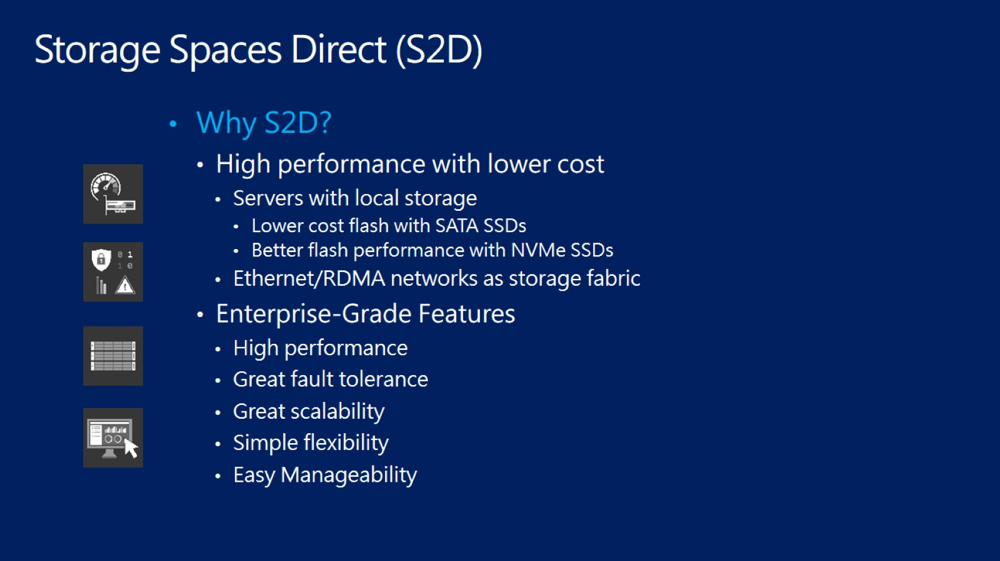 Storage Spaces Direct (S2D)
• Why S2D?
• High performance with lower cost
• Servers with local storage
• Lower cost flash with SATA SSDs
• Better flash performance with NVMe SSDs
• Ethernet/RDMA networks as storage fabric
• Enterprise-Grade Features
• High performance
• Great fault tolerance
• Great scalability
• Simple flexibility
• Easy Manageability
0 1
1 0